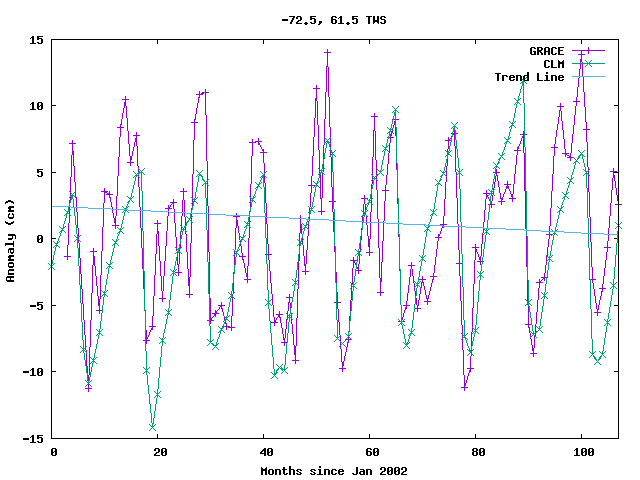 -72.5, 61.5 TWS
GRACE
CLM
Trend Line
15
10
5
0
-5
-10
-15
Anomaly (cm)
0 20 40 60 80 100
Months since Jan 2002